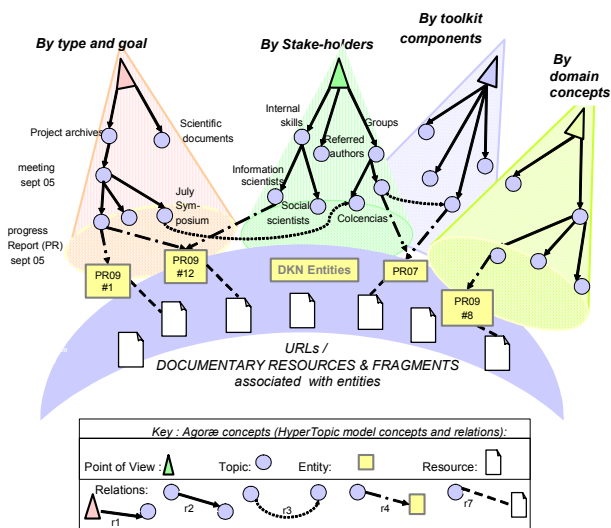 By type and goal
By Stake-holders
By toolkit
components
By
domain
concepts
Project archives
Scientific
documents
Internal
skills
Groups
Referred
authors
meeting
sept 05
July
Sym-
posium
Information
scientists
Social
scientists
Colcencias
progress
Report (PR)
sept 05
PR09
#1
PR09
#12
DKN Entities
PR07
PR09
#8
URLs /
DOCUMENTARY RESOURCES & FRAGMENTS
associated with entities
Key : Agoræ concepts (HyperTopic model concepts and relations):
Point of View :
Topic:
Entity:
Resource:
Relations:
r1
r2
r3
r4
r7